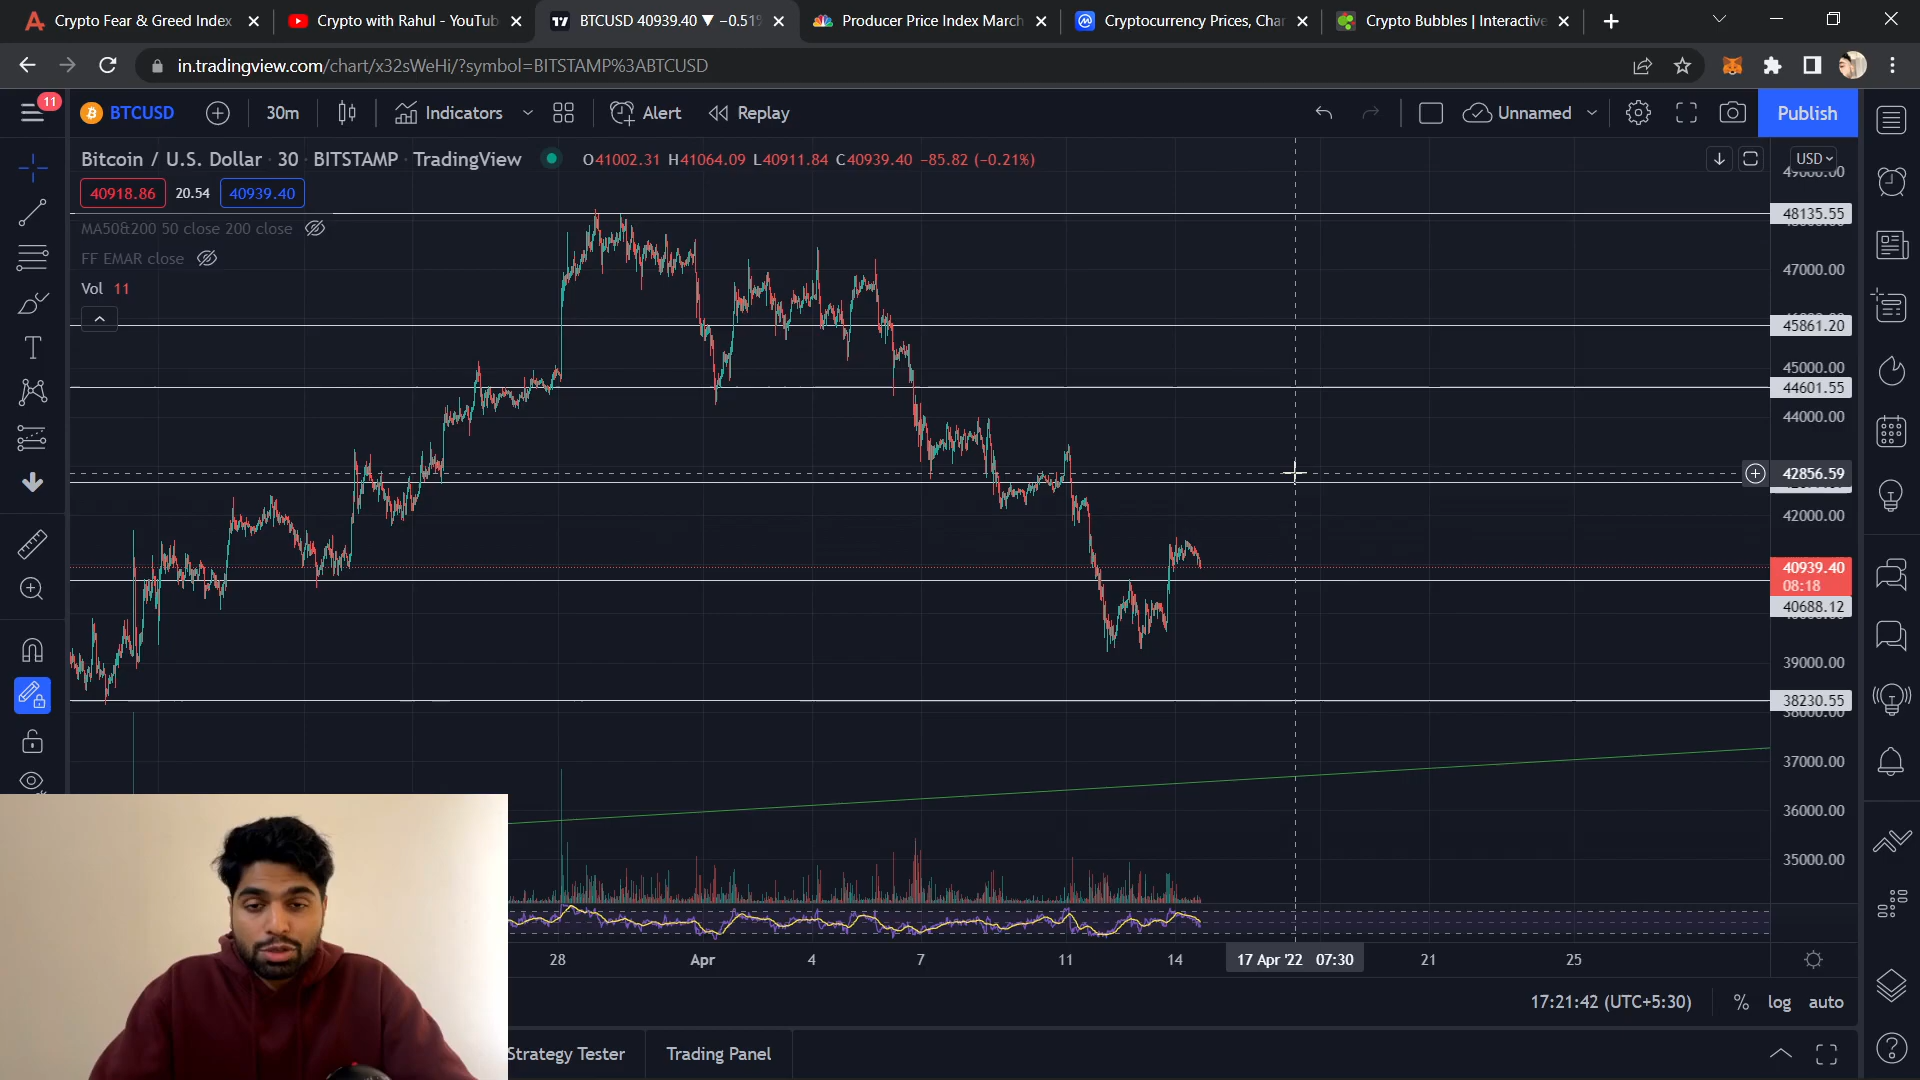 Crypto Fear & Greed Index
Crypto with Rahul - YouTub
BTCUSD 40939.40 ▼ −0.51%
Producer Price Index March
Cryptocurrency Prices, Char
Crypto Bubbles | Interactive
in.tradingview.com/chart/x32sWeHi/?symbol=BITSTAMP%3ABTCUSD
11
BTCUSD
30m
Indicators
Alert
Replay
Unnamed
Publish
Bitcoin / U.S. Dollar · 30 · BITSTAMP · TradingView
O41002.31 H41064.09 L40911.84 C40939.40 −85.82 (−0.21%)
USD
49000.00
40918.86
20.54
40939.40
MA50&200 50 close 200 close
FF EMAR close
Vol 11
48135.55
47000.00
45861.20
45000.00
44601.55
44000.00
42856.59
42000.00
40939.40
08:18
40688.12
39000.00
38230.55
38000.00
37000.00
36000.00
35000.00
28
Apr
4
7
11
14
17 Apr '22 07:30
21
25
17:21:42 (UTC+5:30)
%
log
auto
Strategy Tester
Trading Panel